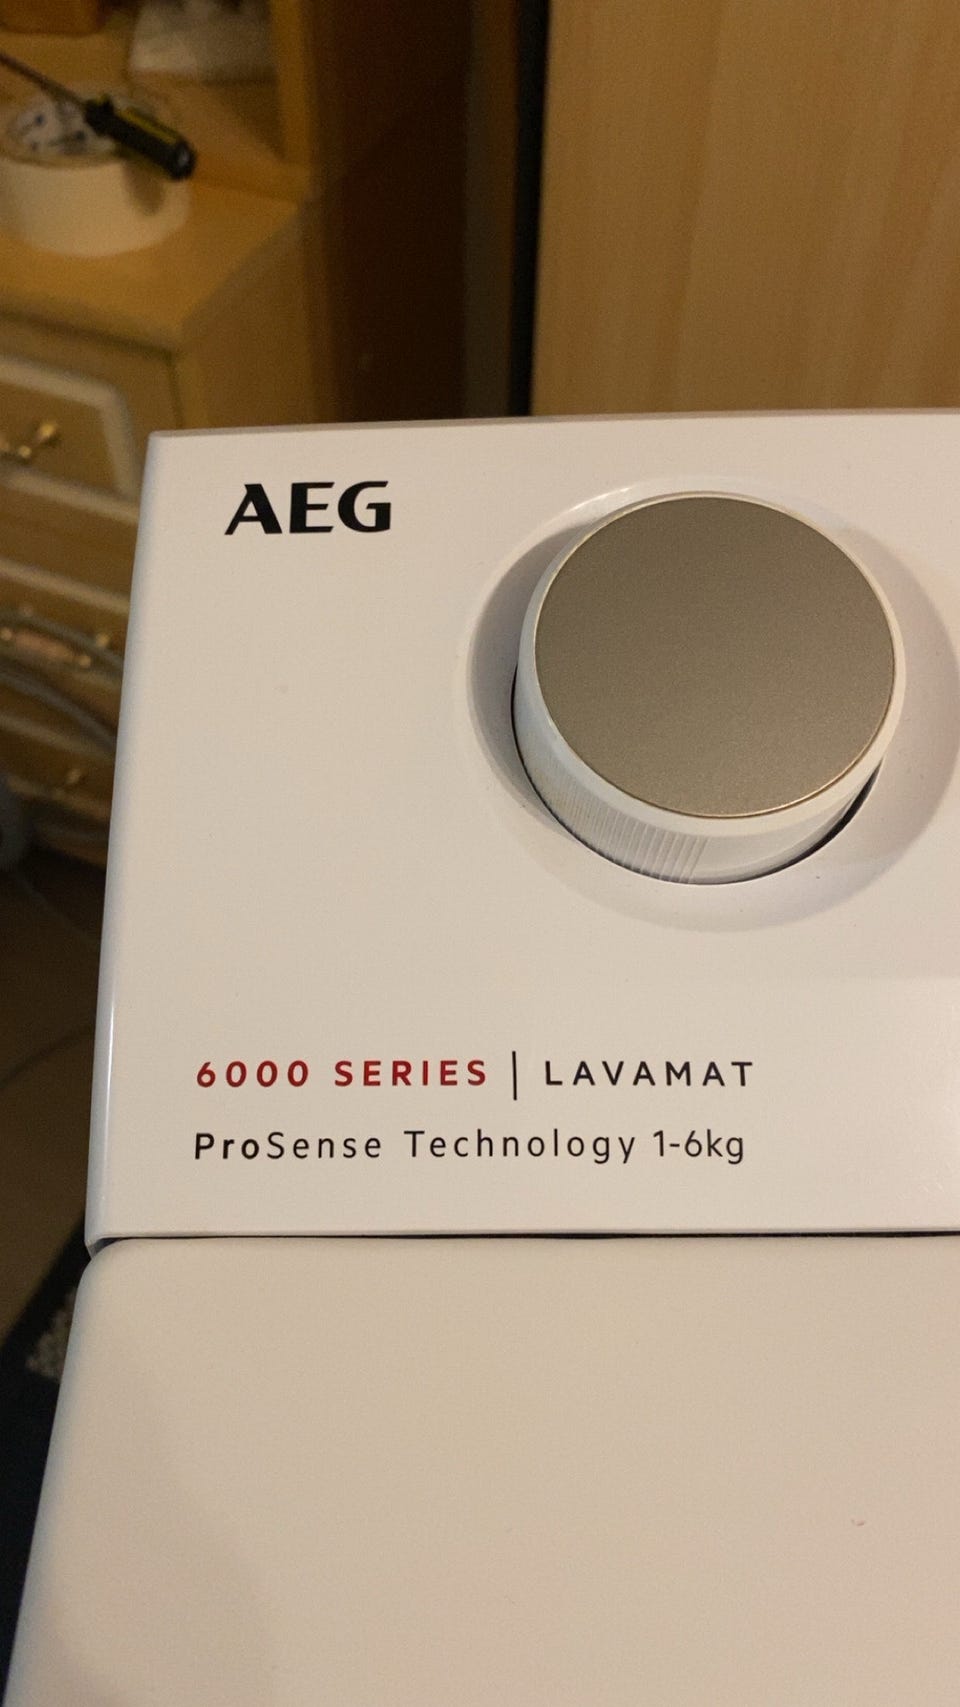 AEG
6000 SERIES | LAVAMAT
ProSense Technology 1-6kg